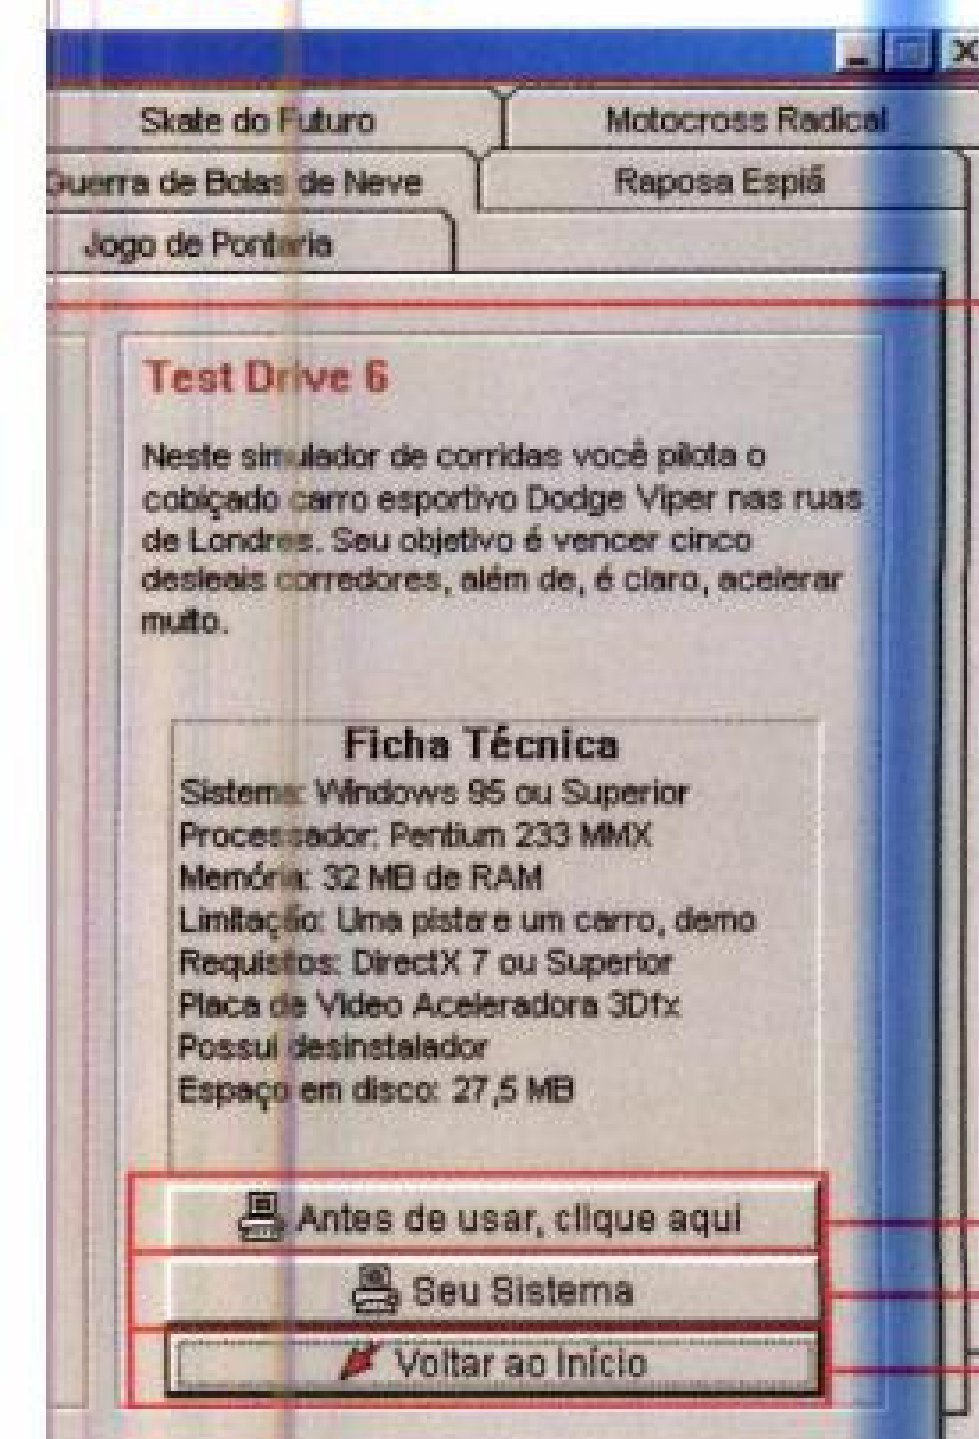 Skate do Futuro
Motocross Radical
Guerra de Bolas de Neve
Raposa Espiã
Jogo de Pontaria
Test Drive 6
Neste simulador de corridas você pilota o
cobiçado carro esportivo Dodge Viper nas ruas
de Londres. Seu objetivo é vencer cinco
desleais corredores, além de, é claro, acelerar
muito.
Ficha Técnica
Sistema: Windows 95 ou Superior
Processador: Pentium 233 MMX
Memória: 32 MB de RAM
Limitação: Uma pista e um carro, demo
Requisitos: DirectX 7 ou Superior
Placa de Video Aceleradora 3Dfx
Possui desinstalador
Espaço em disco: 27,5 MB
Antes de usar, clique aqui
Seu Sistema
Voltar ao Início